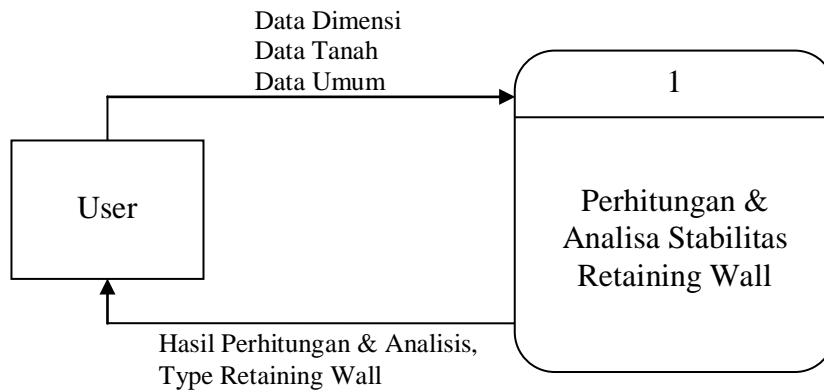 Data Dimensi
Data Tanah
Data Umum
1
User
Perhitungan &
Analisa Stabilitas
Retaining Wall
Hasil Perhitungan & Analisis,
Type Retaining Wall